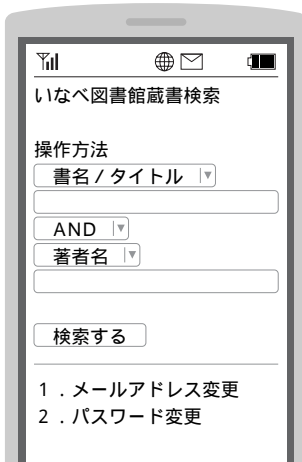 いなべ図書館蔵書検索
操作方法
書名/タイトル
AND
著者名
検索する
1.メールアドレス変更
2.パスワード変更